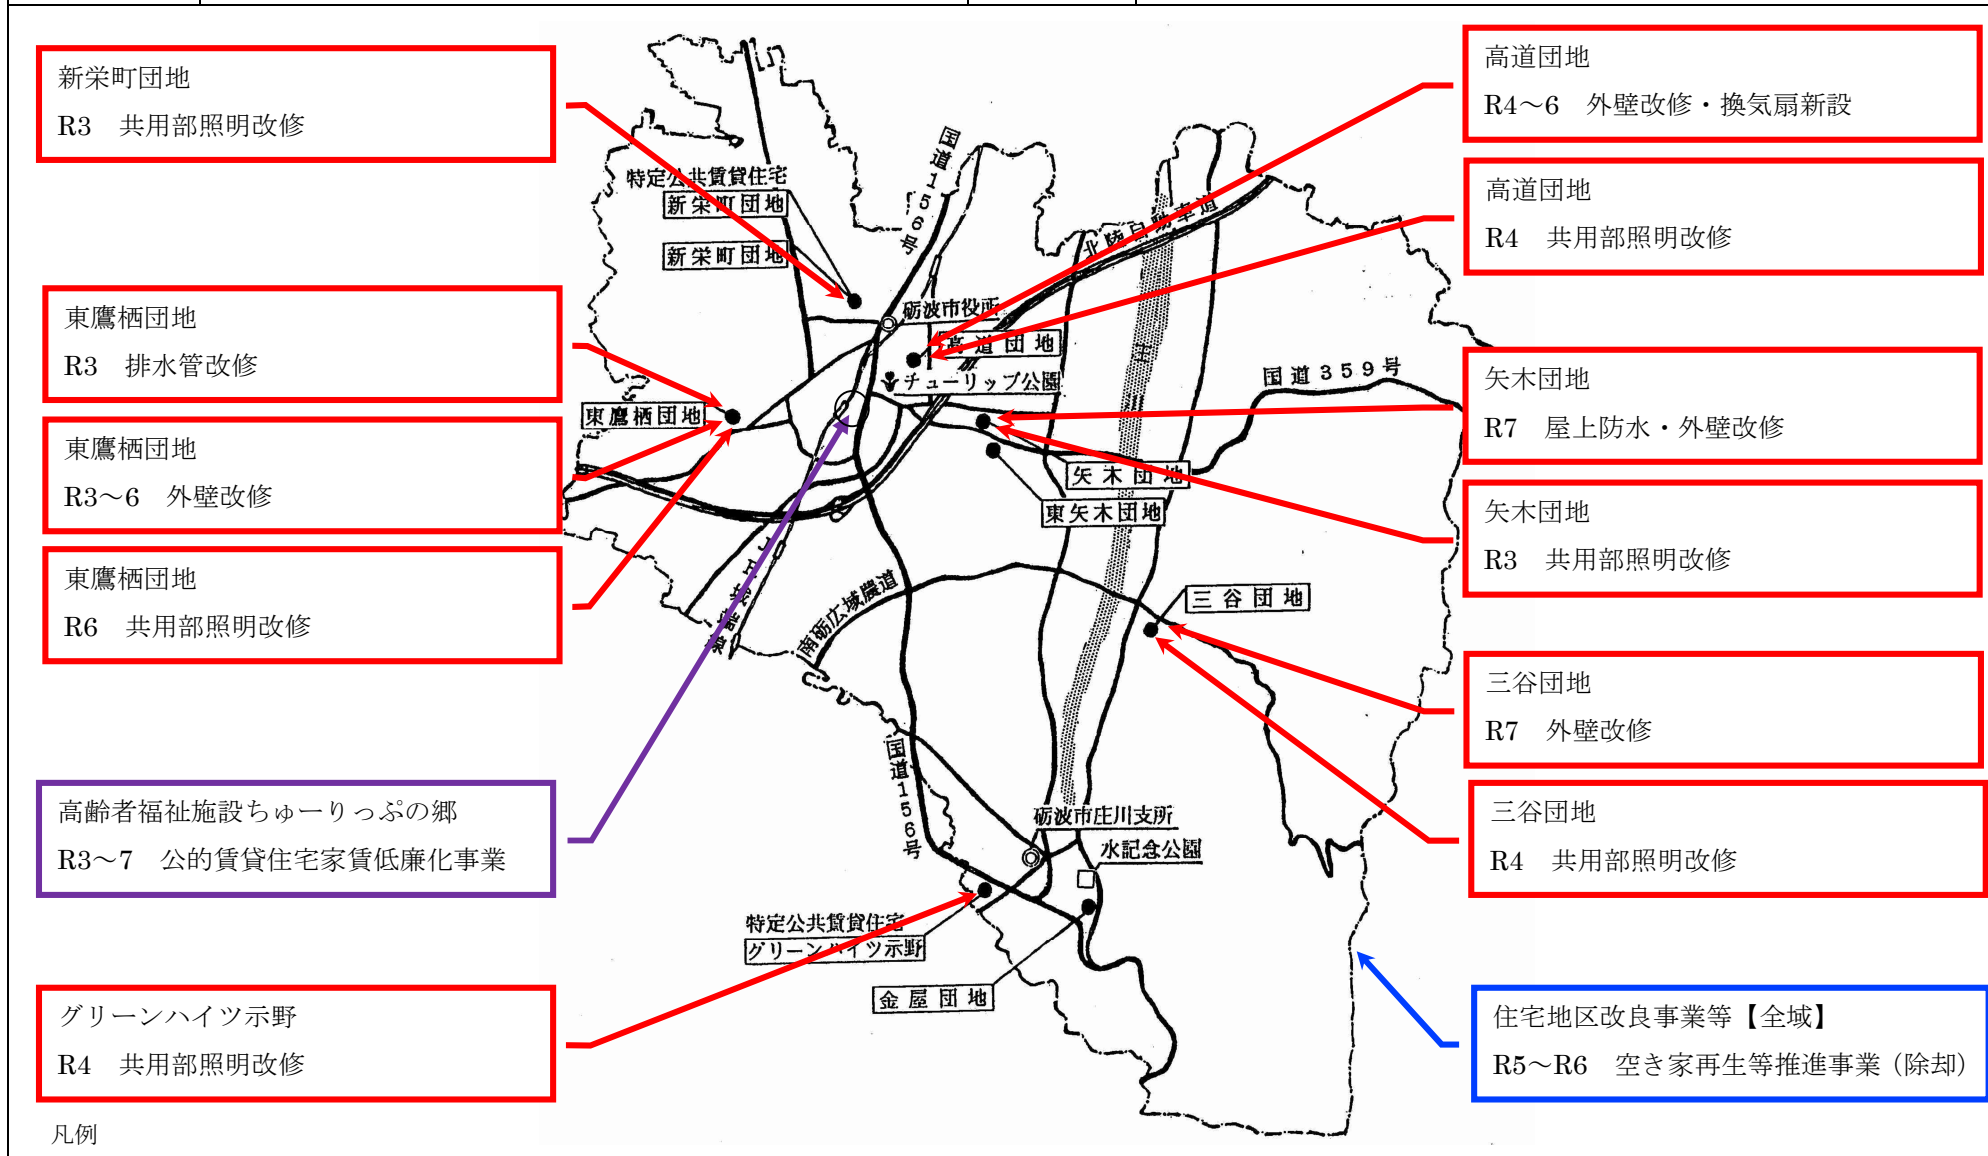 新栄町団地
R3 共用部照明改修
東鷹栖団地
R3 排水管改修
東鷹栖団地
R3～6 外壁改修
東鷹栖団地
R6 共用部照明改修
高齢者福祉施設ちゅーりっぷの郷
R3～7 公的賃貸住宅家賃低廉化事業
グリーンハイツ示野
R4 共用部照明改修
凡例
国道156号
特定公共賃貸住宅
新栄町団地
新栄町団地
北陸自動車道
砺波市役所
高道団地
チューリップ公園
東鷹栖団地
国道359号
矢木団地
東矢木団地
三谷団地
南砺広域農道
国道156号
砺波市庄川支所
水記念公園
特定公共賃貸住宅
グリーンハイツ示野
金屋団地
高道団地
R4～6 外壁改修・換気扇新設
高道団地
R4 共用部照明改修
矢木団地
R7 屋上防水・外壁改修
矢木団地
R3 共用部照明改修
三谷団地
R7 外壁改修
三谷団地
R4 共用部照明改修
住宅地区改良事業等【全域】
R5～R6 空き家再生等推進事業（除却）